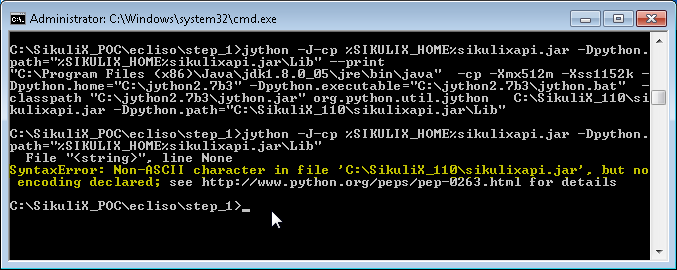 Administrator: C:\Windows\system32\cmd.exe
C:\SikuliX_POC\ecliso\step_1>jython -J-cp %SIKULIX_HOME%sikulixapi.jar -Dpython.
path="%SIKULIX_HOME%sikulixapi.jar\Lib" --print
"C:\Program Files (x86)\Java\jdk1.8.0_05\jre\bin\java"  -cp -Xmx512m -Xss1152k -
Dpython.home="C:\jython2.7b3" -Dpython.executable="C:\jython2.7b3\jython.bat"  -
classpath "C:\jython2.7b3\jython.jar" org.python.util.jython   C:\SikuliX_110\si
kulixapi.jar -Dpython.path="C:\SikuliX_110\sikulixapi.jar\Lib"
C:\SikuliX_POC\ecliso\step_1>jython -J-cp %SIKULIX_HOME%sikulixapi.jar -Dpython.
path="%SIKULIX_HOME%sikulixapi.jar\Lib"
  File "<string>", line None
SyntaxError: Non-ASCII character in file 'C:\SikuliX_110\sikulixapi.jar', but no
 encoding declared; see http://www.python.org/peps/pep-0263.html for details
C:\SikuliX_POC\ecliso\step_1>_